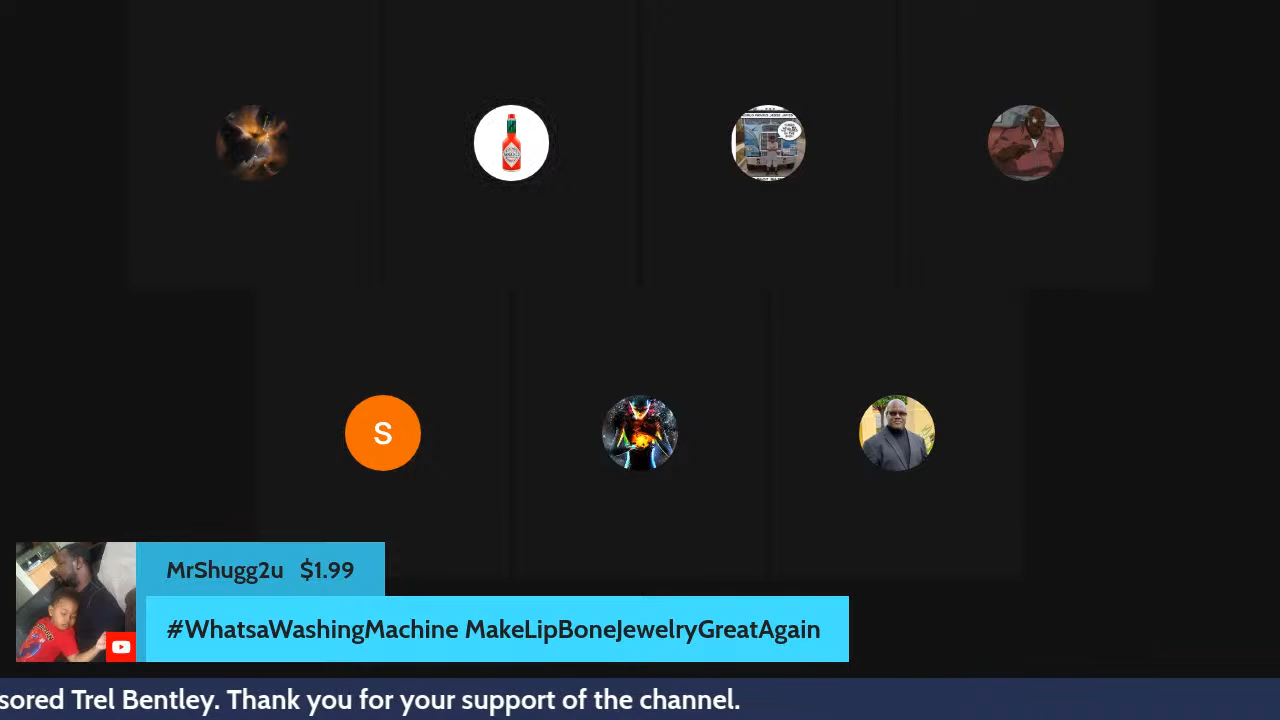 S
MrShugg2u $1.99
#WhatsaWashingMachine MakeLipBoneJewelryGreatAgain
sored Trel Bentley. Thank you for your support of the channel.